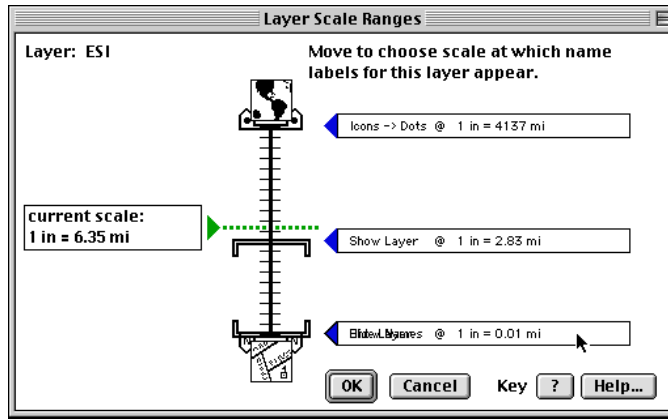 Layer Scale Ranges
Layer: ESI
Move to choose scale at which name
labels for this layer appear.
Icons -> Dots @ 1 in = 4137 mi
current scale:
1 in = 6.35 mi
Show Layer @ 1 in = 2.83 mi
@ 1 in = 0.01 mi
OK Cancel Key ? Help...